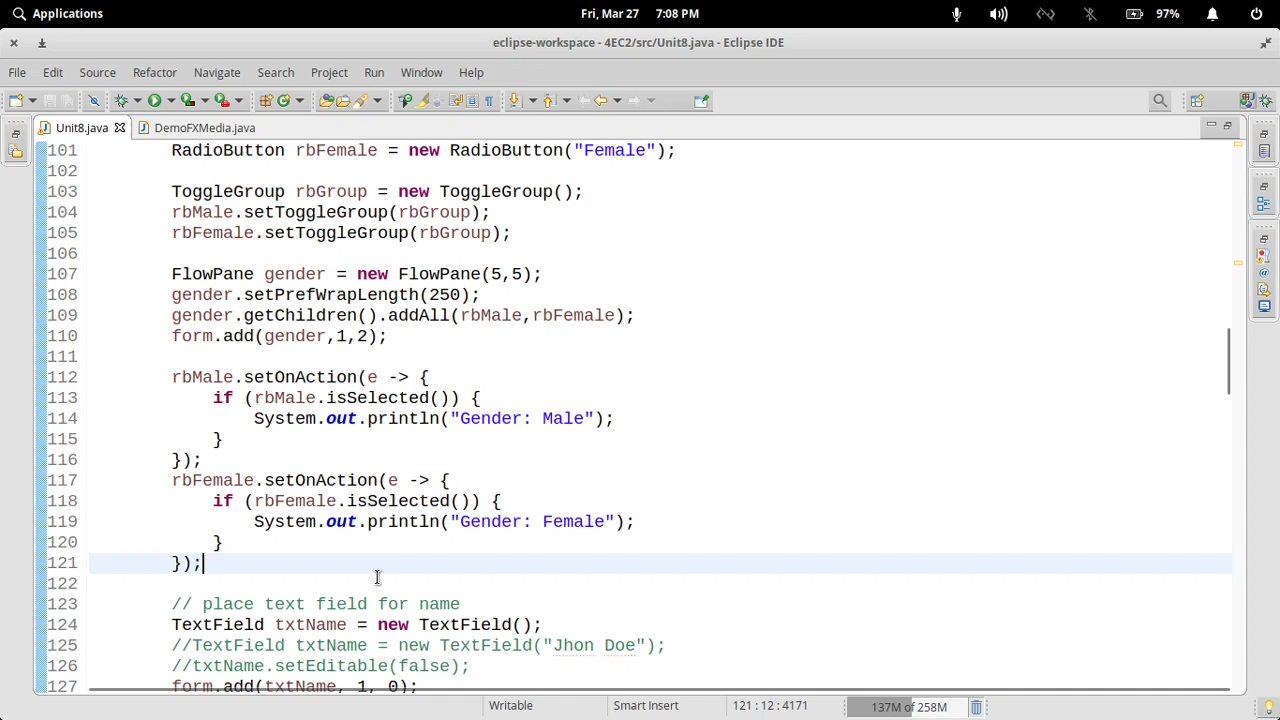 Applications
Fri, Mar 27 7:08 PM
97%
eclipse-workspace - 4EC2/src/Unit8.java - Eclipse IDE
File Edit Source Refactor Navigate Search Project Run Window Help
Unit8.java
DemoFXMedia.java
101 RadioButton rbFemale = new RadioButton("Female");
102
103 ToggleGroup rbGroup = new ToggleGroup();
104 rbMale.setToggleGroup(rbGroup);
105 rbFemale.setToggleGroup(rbGroup);
106
107 FlowPane gender = new FlowPane(5,5);
108 gender.setPrefWrapLength(250);
109 gender.getChildren().addAll(rbMale,rbFemale);
110 form.add(gender,1,2);
111
112 rbMale.setOnAction(e -> {
113 if (rbMale.isSelected()) {
114 System.out.println("Gender: Male");
115 }
116 });
117 rbFemale.setOnAction(e -> {
118 if (rbFemale.isSelected()) {
119 System.out.println("Gender: Female");
120 }
121 });
122
123 // place text field for name
124 TextField txtName = new TextField();
125 //TextField txtName = new TextField("Jhon Doe");
126 //txtName.setEditable(false);
127 form.add(txtName, 1, 0);
Writable Smart Insert 121 : 12 : 4171 137M of 258M